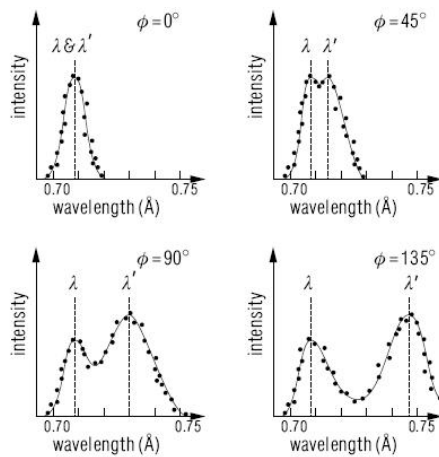 ϕ = 0°
λ & λ′
intensity
0.70
0.75
wavelength (Å)
ϕ = 45°
λ λ′
intensity
0.70
0.75
wavelength (Å)
ϕ = 90°
λ λ′
intensity
0.70
0.75
wavelength (Å)
ϕ = 135°
λ λ′
intensity
0.70
0.75
wavelength (Å)